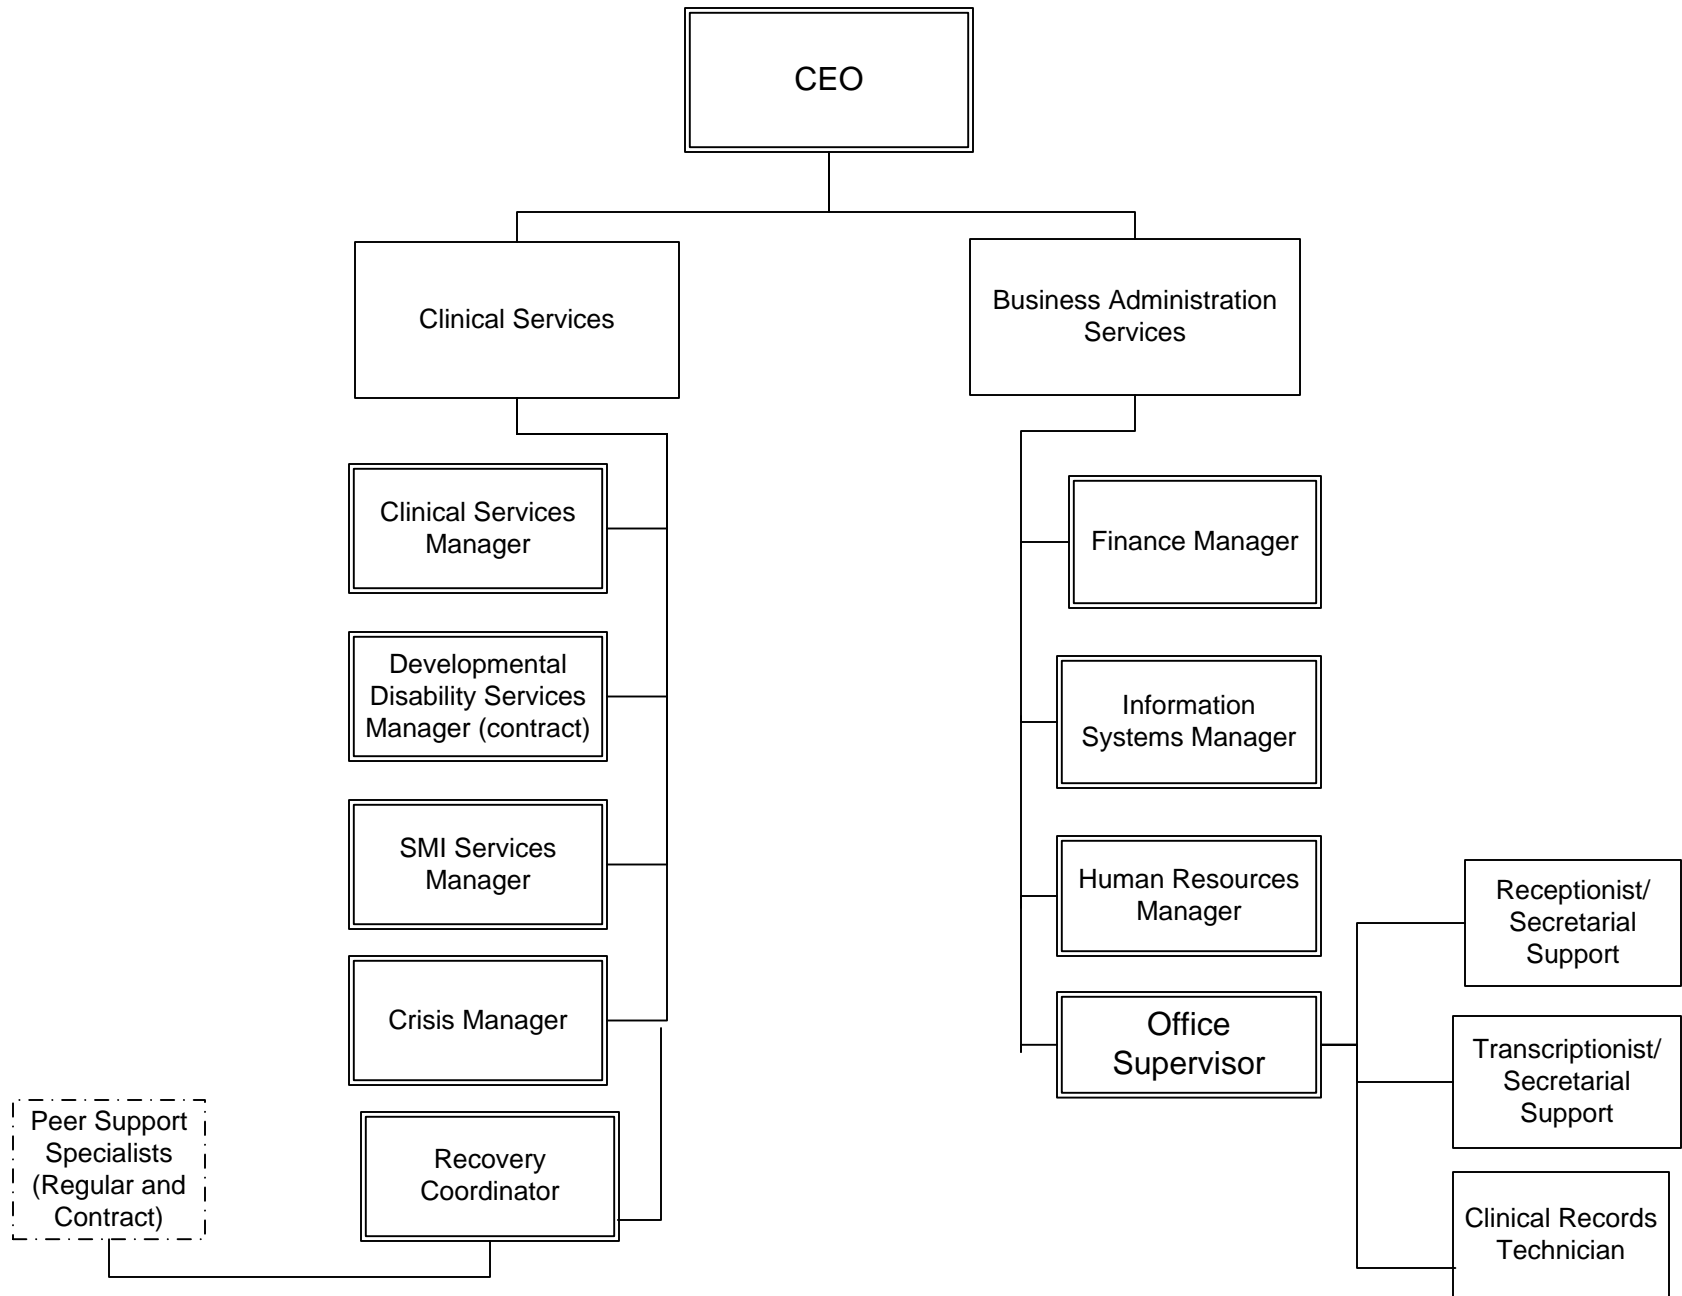 CEO
Clinical Services
Business Administration
Services
Clinical Services
Manager
Developmental
Disability Services
Manager (contract)
SMI Services
Manager
Crisis Manager
Recovery
Coordinator
Peer Support
Specialists
(Regular and
Contract)
Finance Manager
Information
Systems Manager
Human Resources
Manager
Office
Supervisor
Receptionist/
Secretarial
Support
Transcriptionist/
Secretarial
Support
Clinical Records
Technician